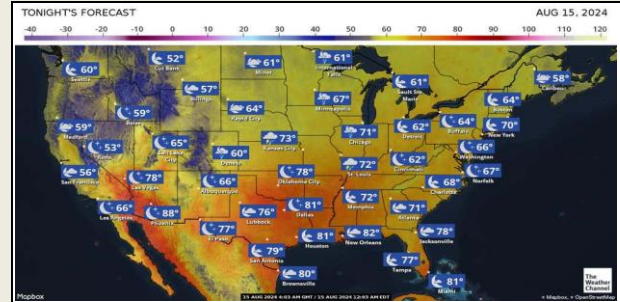 TONIGHT'S FORECAST
AUG 15, 2024
-40 -30 -20 -10 0 10 20 30 40 50 60 70 80 90 100 110 120
60° Seattle
52° Cut Bank
61° Minot
61° International Falls
61° Sault Ste. Marie
58° Caribou
57° Billings
64° Rapid City
67° Minneapolis
64° Boston
59° Boise
64° Buffalo
70° New York
59° Medford
53° Reno
65° Salt Lake City
60° Denver
73° Kansas City
71° Chicago
62° Detroit
66° Washington
56° San Francisco
78° Las Vegas
66° Albuquerque
78° Oklahoma City
72° St. Louis
62° Cincinnati
67° Norfolk
66° Los Angeles
88° Phoenix
76° Lubbock
81° Dallas
72° Memphis
71° Atlanta
68° Charlotte
77° El Paso
79° San Antonio
81° Houston
82° New Orleans
78° Jacksonville
80° Brownsville
77° Tampa
81° Miami
The
Weather
Channel
Mapbox
15 AUG 2024 4:03 AM GMT / 15 AUG 2024 12:03 AM EDT
© Mapbox, © OpenStreetMap